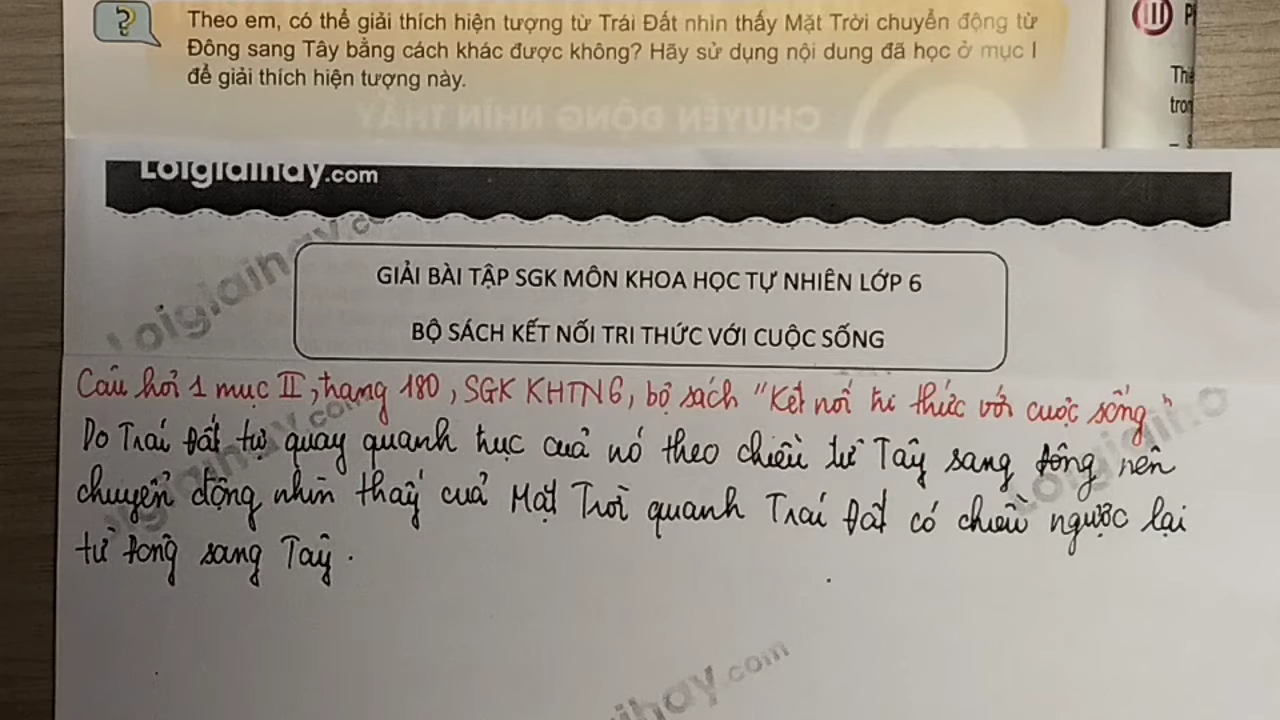 Theo em, có thể giải thích hiện tượng từ Trái Đất nhìn thấy Mặt Trời chuyển động từ
Đông sang Tây bằng cách khác được không? Hãy sử dụng nội dung đã học ở mục I
để giải thích hiện tượng này.
III
CHUYỂN ĐỘNG NHÌN THẤY
Loigiaihay.com
GIẢI BÀI TẬP SGK MÔN KHOA HỌC TỰ NHIÊN LỚP 6
BỘ SÁCH KẾT NỐI TRI THỨC VỚI CUỘC SỐNG
Câu hỏi 1 mục II, trang 180, SGK KHTN6, bộ sách "Kết nối tri thức với cuộc sống"
Do Trái Đất tự quay quanh trục của nó theo chiều từ Tây sang Đông nên
chuyển động nhìn thấy của Mặt Trời quanh Trái Đất có chiều ngược lại
từ Đông sang Tây.